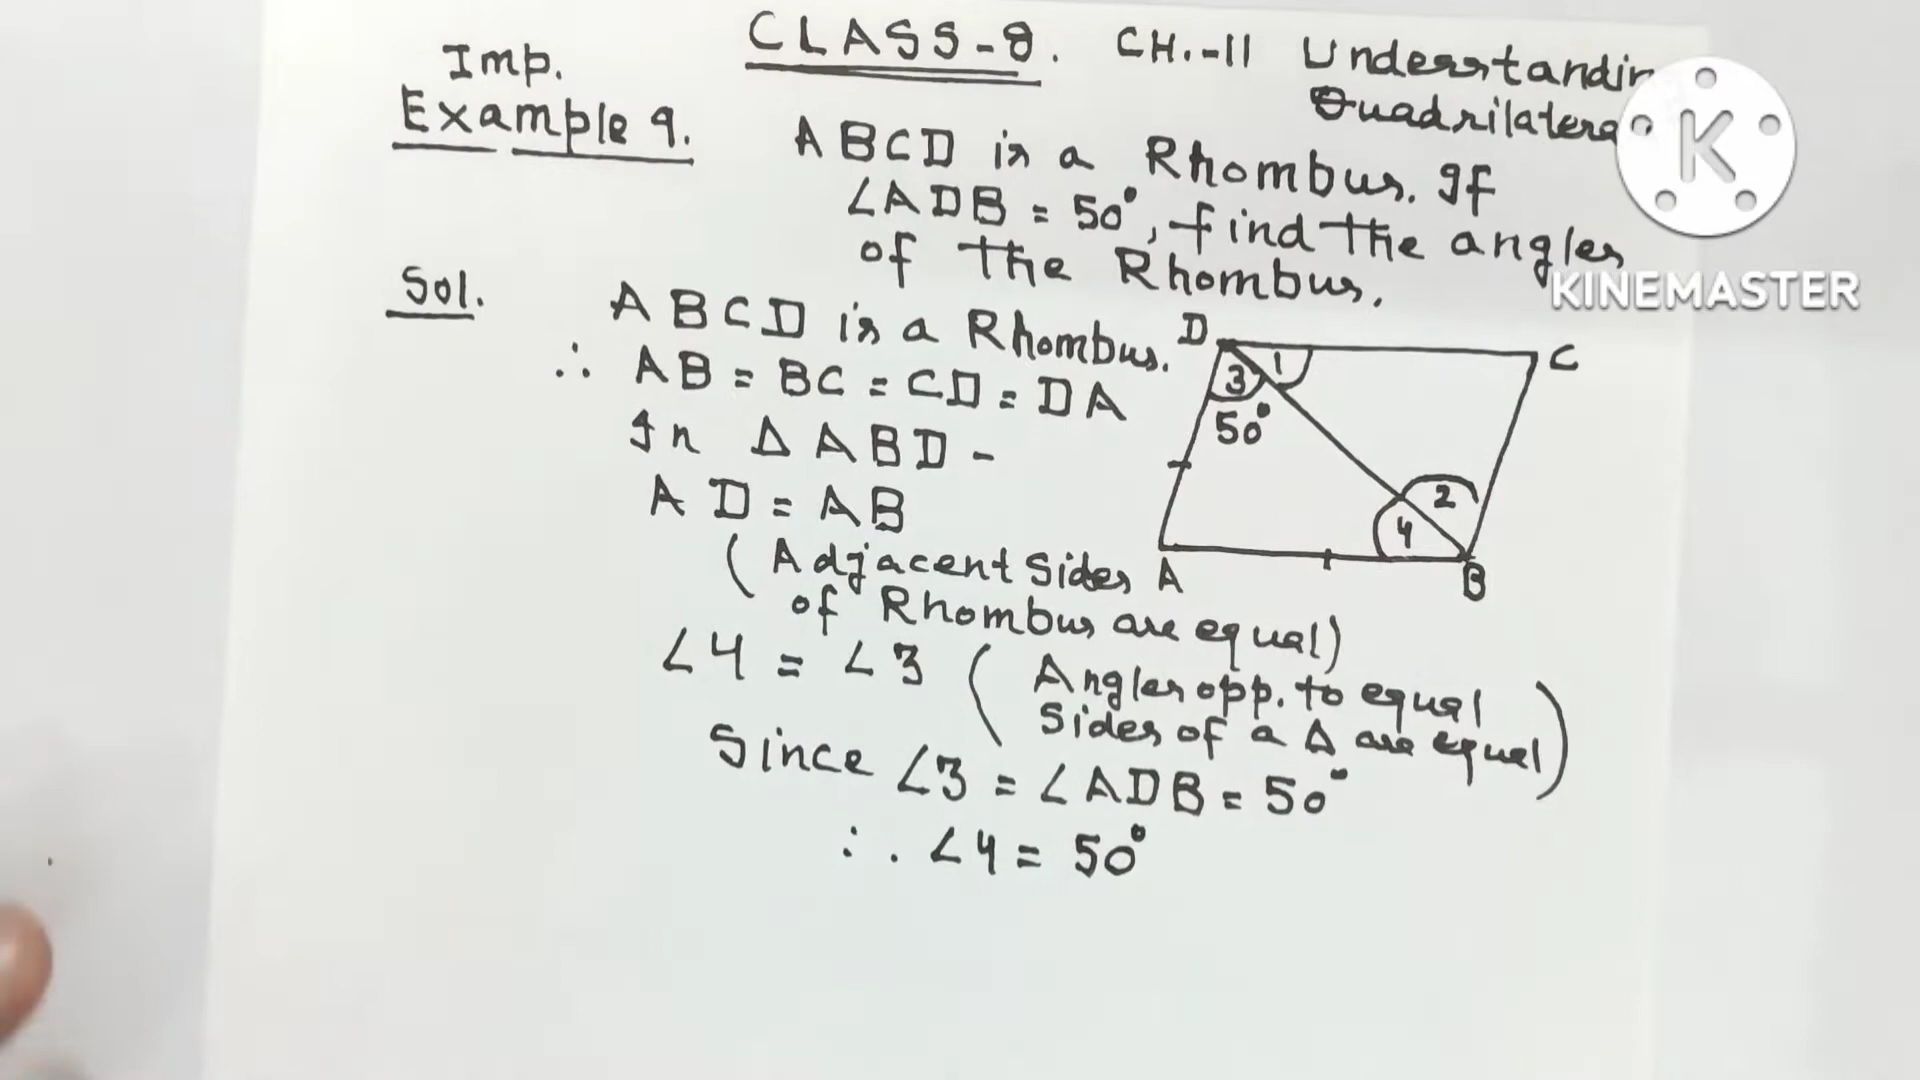 CLASS-8. CH.-11 Understandin
Quadrilatera
Imp.
Example 9.
ABCD is a Rhombus. If
∠ADB = 50°, find the angles
of the Rhombus.
KINEMASTER
Sol.
ABCD is a Rhombus.
∴ AB = BC = CD = DA
In Δ ABD -
AD = AB
(Adjacent Sides
of Rhombus are equal)
∠4 = ∠3 (Angles opp. to equal
Sides of a Δ are equal)
Since ∠3 = ∠ADB = 50°
∴ ∠4 = 50°
D
C
1
3
50°
2
4
A
B
K